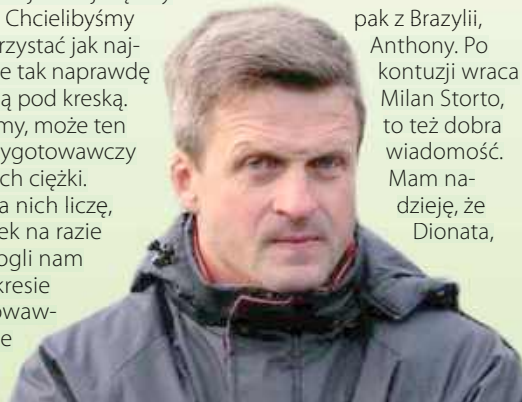 Chcielibyśmy
rzystać jak naj-
e tak naprawdę
ą pod kreską.
my, może ten
ygotowawczy
ch ciężki.
a nich liczę,
ek na razie
ogli nam
kresie
owaw-
e
pak z Brazylii,
Anthony. Po
kontuzji wraca
Milan Storto,
to też dobra
wiadomość.
Mam na-
dzieję, że
Dionata,